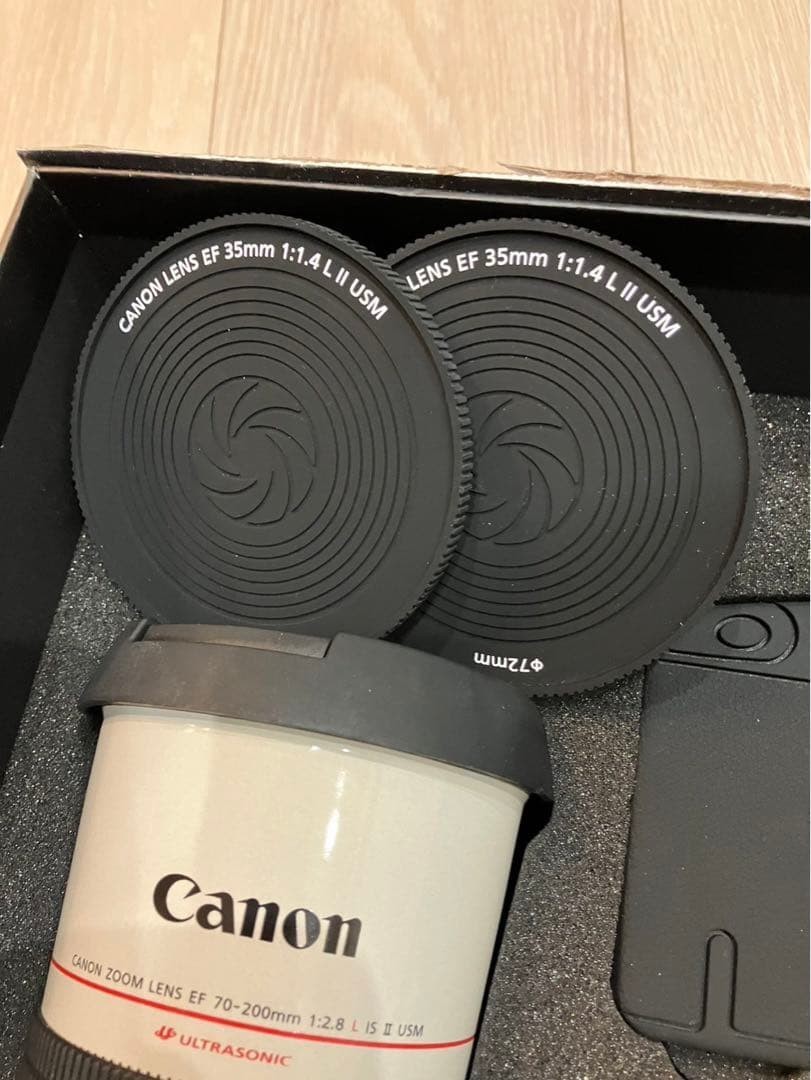 CANON LENS EF 35mm 1:1.4 L II USM
LENS EF 35mm 1:1.4 L II USM
Φ72mm
Canon
CANON ZOOM LENS EF 70-200mm 1:2.8 L IS II USM
ULTRASONIC